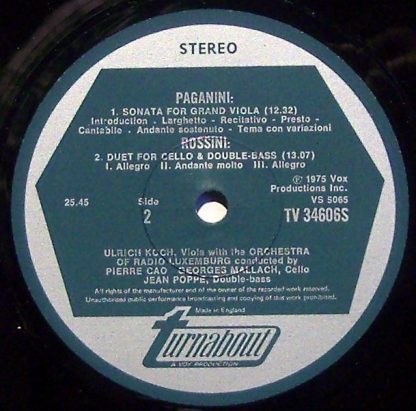 STEREO
PAGANINI:
1. SONATA FOR GRAND VIOLA (12.32)
Introduction - Larghetto - Recitativo - Presto -
Cantabile - Andante sostenuto - Tema con variazioni
ROSSINI:
2. DUET FOR CELLO & DOUBLE-BASS (13.07)
I. Allegro II. Andante molto III. Allegro
℗ 1975 Vox
Productions Inc.
VS 5065
25.45 Side
2 TV 34606S
ULRICH KOCH, Viola with the ORCHESTRA
OF RADIO LUXEMBURG conducted by
PIERRE CAO GEORGES MALLACH, Cello
JEAN POPPE, Double-bass
All rights of the manufacturer and of the owner of the recorded work reserved.
Unauthorised public performance broadcasting and copying of this work prohibited.
Made in England
turnabout
A VOX PRODUCTION